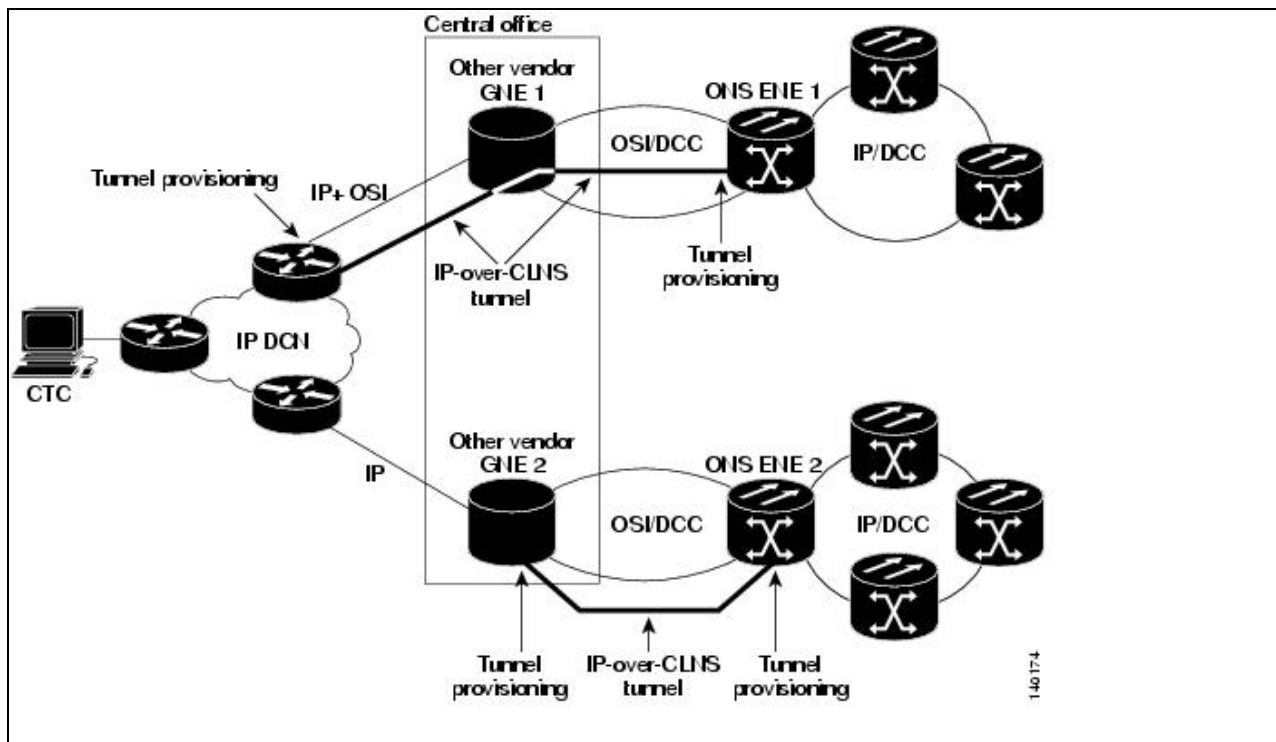 Central office
Other vendor
GNE 1
ONS ENE 1
OSI/DCC
IP/DCC
Tunnel provisioning
IP+ OSI
IP-over-CLNS
tunnel
Tunnel
provisioning
IP DCN
CTC
Other vendor
GNE 2
ONS ENE 2
IP
OSI/DCC
IP/DCC
Tunnel
provisioning
IP-over-CLNS
tunnel
Tunnel
provisioning
140174